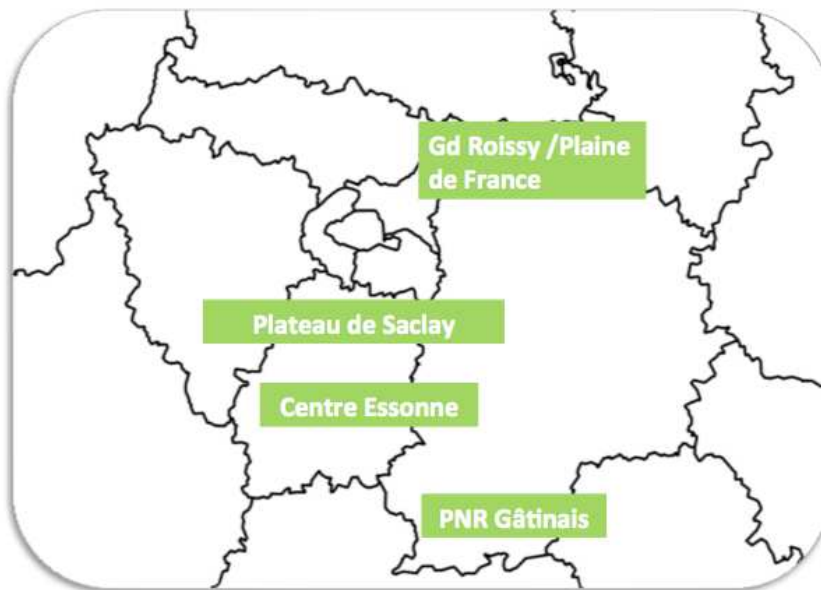 Gd Roissy /Plaine
de France
Plateau de Saclay
Centre Essonne
PNR Gâtinais